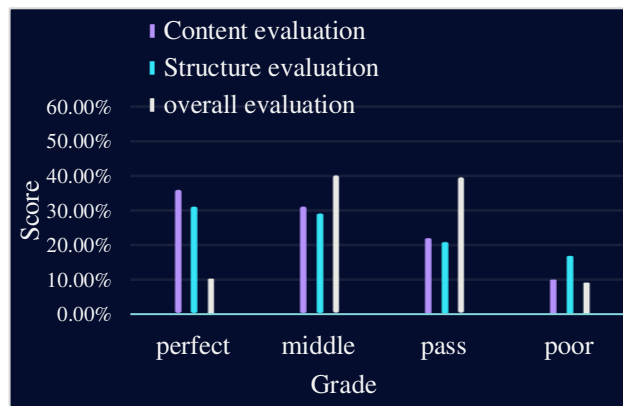 Content evaluation
Structure evaluation
overall evaluation
60.00%
50.00%
40.00%
30.00%
20.00%
10.00%
0.00%
Score
perfect middle pass poor
Grade